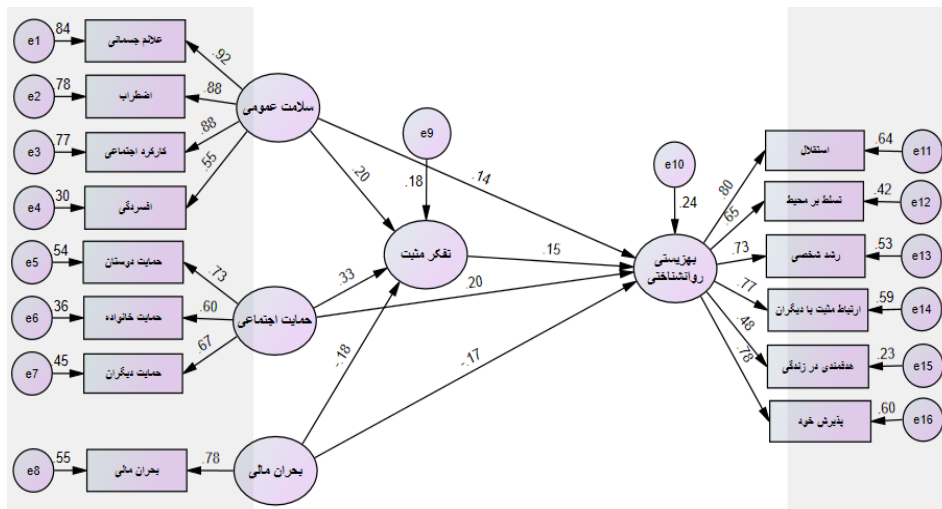 e1
.84
علائم جسمانی
.92
e2
.78
اضطراب
.88
سلامت عمومی
e3
.77
کارکرد اجتماعی
.88
e4
.30
افسردگی
.55
e5
.54
حمایت دوستان
.73
e6
.36
حمایت خانواده
.60
حمایت اجتماعی
e7
.45
حمایت دیگران
.67
e8
.55
بحران مالی
.78
بحران مالی
e9
.18
تفکر مثبت
.20
.33
-.18
.14
.15
.20
-.17
e10
.24
بهزیستی
روانشناختی
.80
استقلال
.64
e11
.65
تسلط بر محیط
.42
e12
.73
رشد شخصی
.53
e13
.77
ارتباط مثبت با دیگران
.59
e14
.48
هدفمندی در زندگی
.23
e15
.78
پذیرش خود
.60
e16